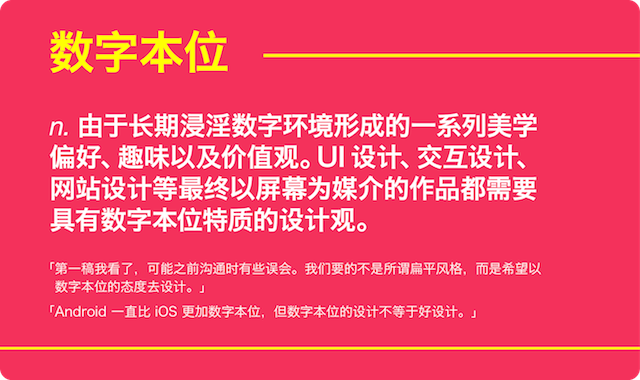 数字本位
n. 由于长期浸淫数字环境形成的一系列美学
偏好、趣味以及价值观。UI 设计、交互设计、
网站设计等最终以屏幕为媒介的作品都需要
具有数字本位特质的设计观。
「第一稿我看了，可能之前沟通时有些误会。我们要的不是所谓扁平风格，而是希望以
数字本位的态度去设计。」
「Android 一直比 iOS 更加数字本位，但数字本位的设计不等于好设计。」